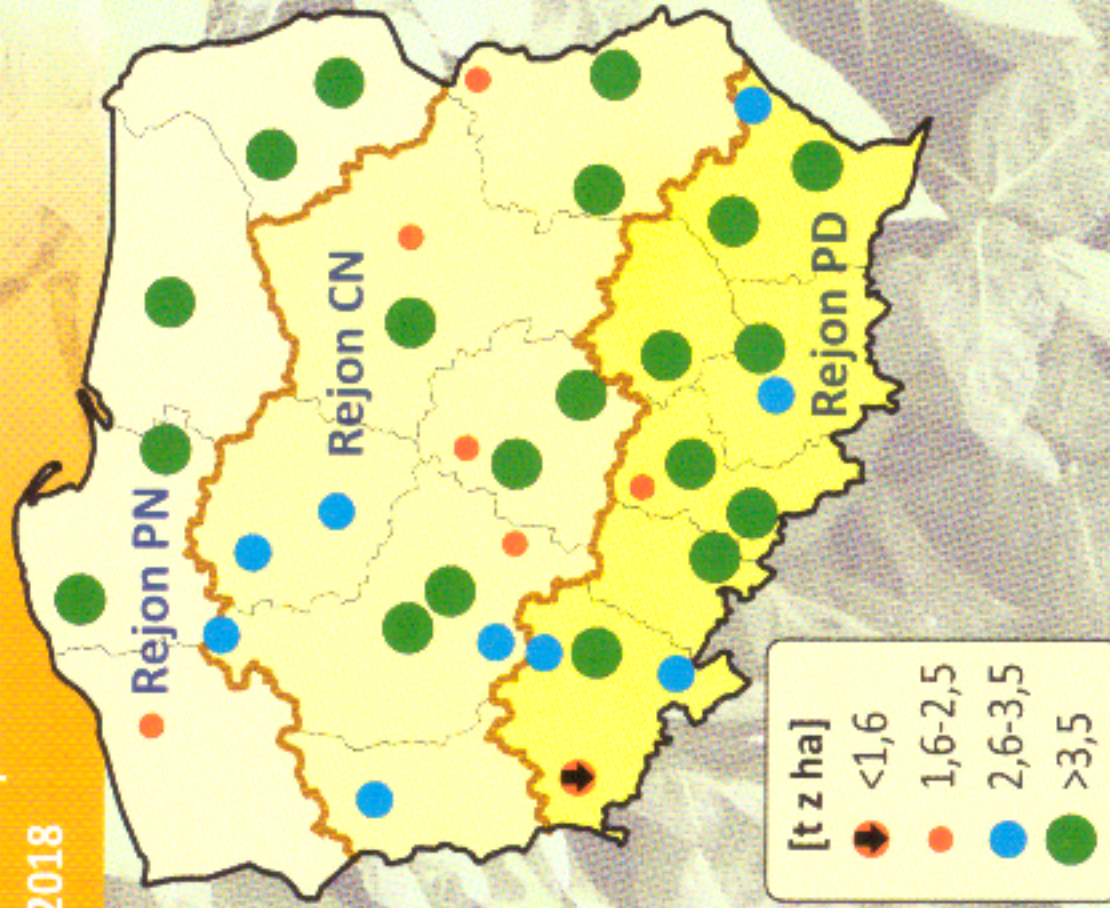 2018
Rejon PN
Rejon CN
Rejon PD
[t z ha]
<1,6
1,6-2,5
2,6-3,5
>3,5